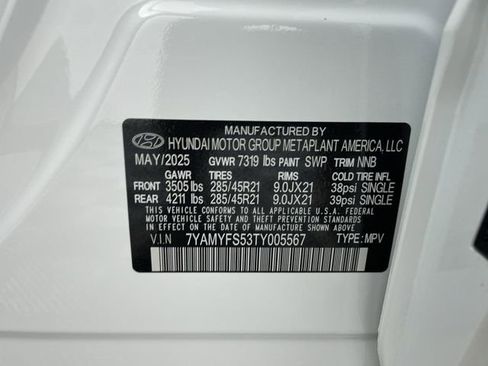 MANUFACTURED BY
HYUNDAI MOTOR GROUP METAPLANT AMERICA, LLC
MAY/2025 GVWR 7319 lbs PAINT SWP TRIM NNB
GAWR TIRES RIMS COLD TIRE INFL
FRONT 3505 lbs 285/45R21 9.0JX21 38psi SINGLE
REAR 4211 lbs 285/45R21 9.0JX21 39psi SINGLE
THIS VEHICLE CONFORMS TO ALL APPLICABLE U.S.A. FEDERAL
MOTOR VEHICLE SAFETY AND THEFT PREVENTION STANDARDS
IN EFFECT ON THE DATE OF MANUFACTURE SHOWN ABOVE.
V.I.N 7YAMYFS53TY005567 TYPE: MPV